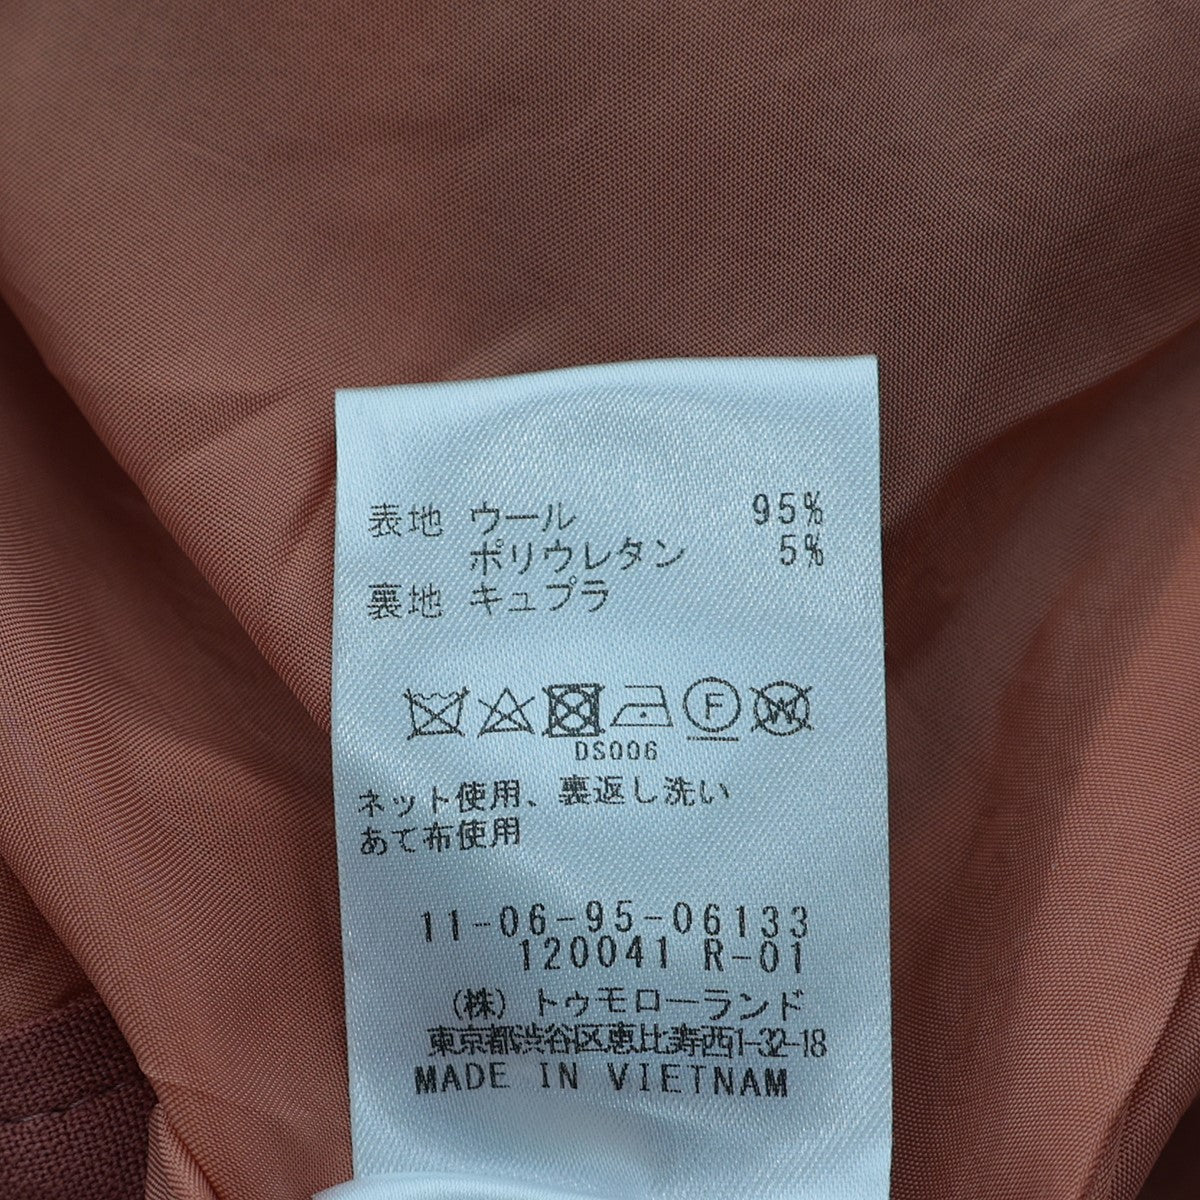 表地 ウール 95%
ポリウレタン 5%
裏地 キュプラ
F W
DS006
ネット使用、裏返し洗い
あて布使用
11-06-95-06133
120041 R-01
(株) トゥモローランド
東京都渋谷区恵比寿西1-32-18
MADE IN VIETNAM